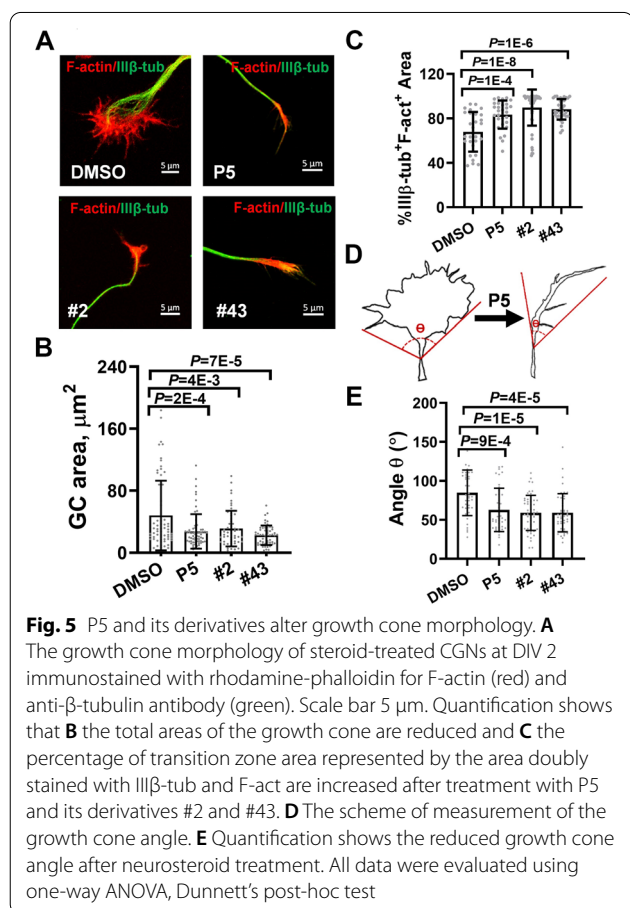 A
F-actin/IIIβ-tub
5 µm
DMSO
F-actin/IIIβ-tub
5 µm
P5
F-actin/IIIβ-tub
5 µm
#2
F-actin/IIIβ-tub
5 µm
#43
B
GC area, µm2
240
160
80
0
P=7E-5
P=4E-3
P=2E-4
DMSO
P5
#2
#43
C
%IIIβ-tub+F-act+ Area
120
80
40
0
P=1E-6
P=1E-8
P=1E-4
DMSO
P5
#2
#43
D
θ
P5
θ
E
Angle θ (°)
200
150
100
50
0
P=4E-5
P=1E-5
P=9E-4
DMSO
P5
#2
#43
Fig. 5 P5 and its derivatives alter growth cone morphology. A
The growth cone morphology of steroid-treated CGNs at DIV 2
immunostained with rhodamine-phalloidin for F-actin (red) and
anti-β-tubulin antibody (green). Scale bar 5 µm. Quantification shows
that B the total areas of the growth cone are reduced and C the
percentage of transition zone area represented by the area doubly
stained with IIIβ-tub and F-act are increased after treatment with P5
and its derivatives #2 and #43. D The scheme of measurement of the
growth cone angle. E Quantification shows the reduced growth cone
angle after neurosteroid treatment. All data were evaluated using
one-way ANOVA, Dunnett's post-hoc test